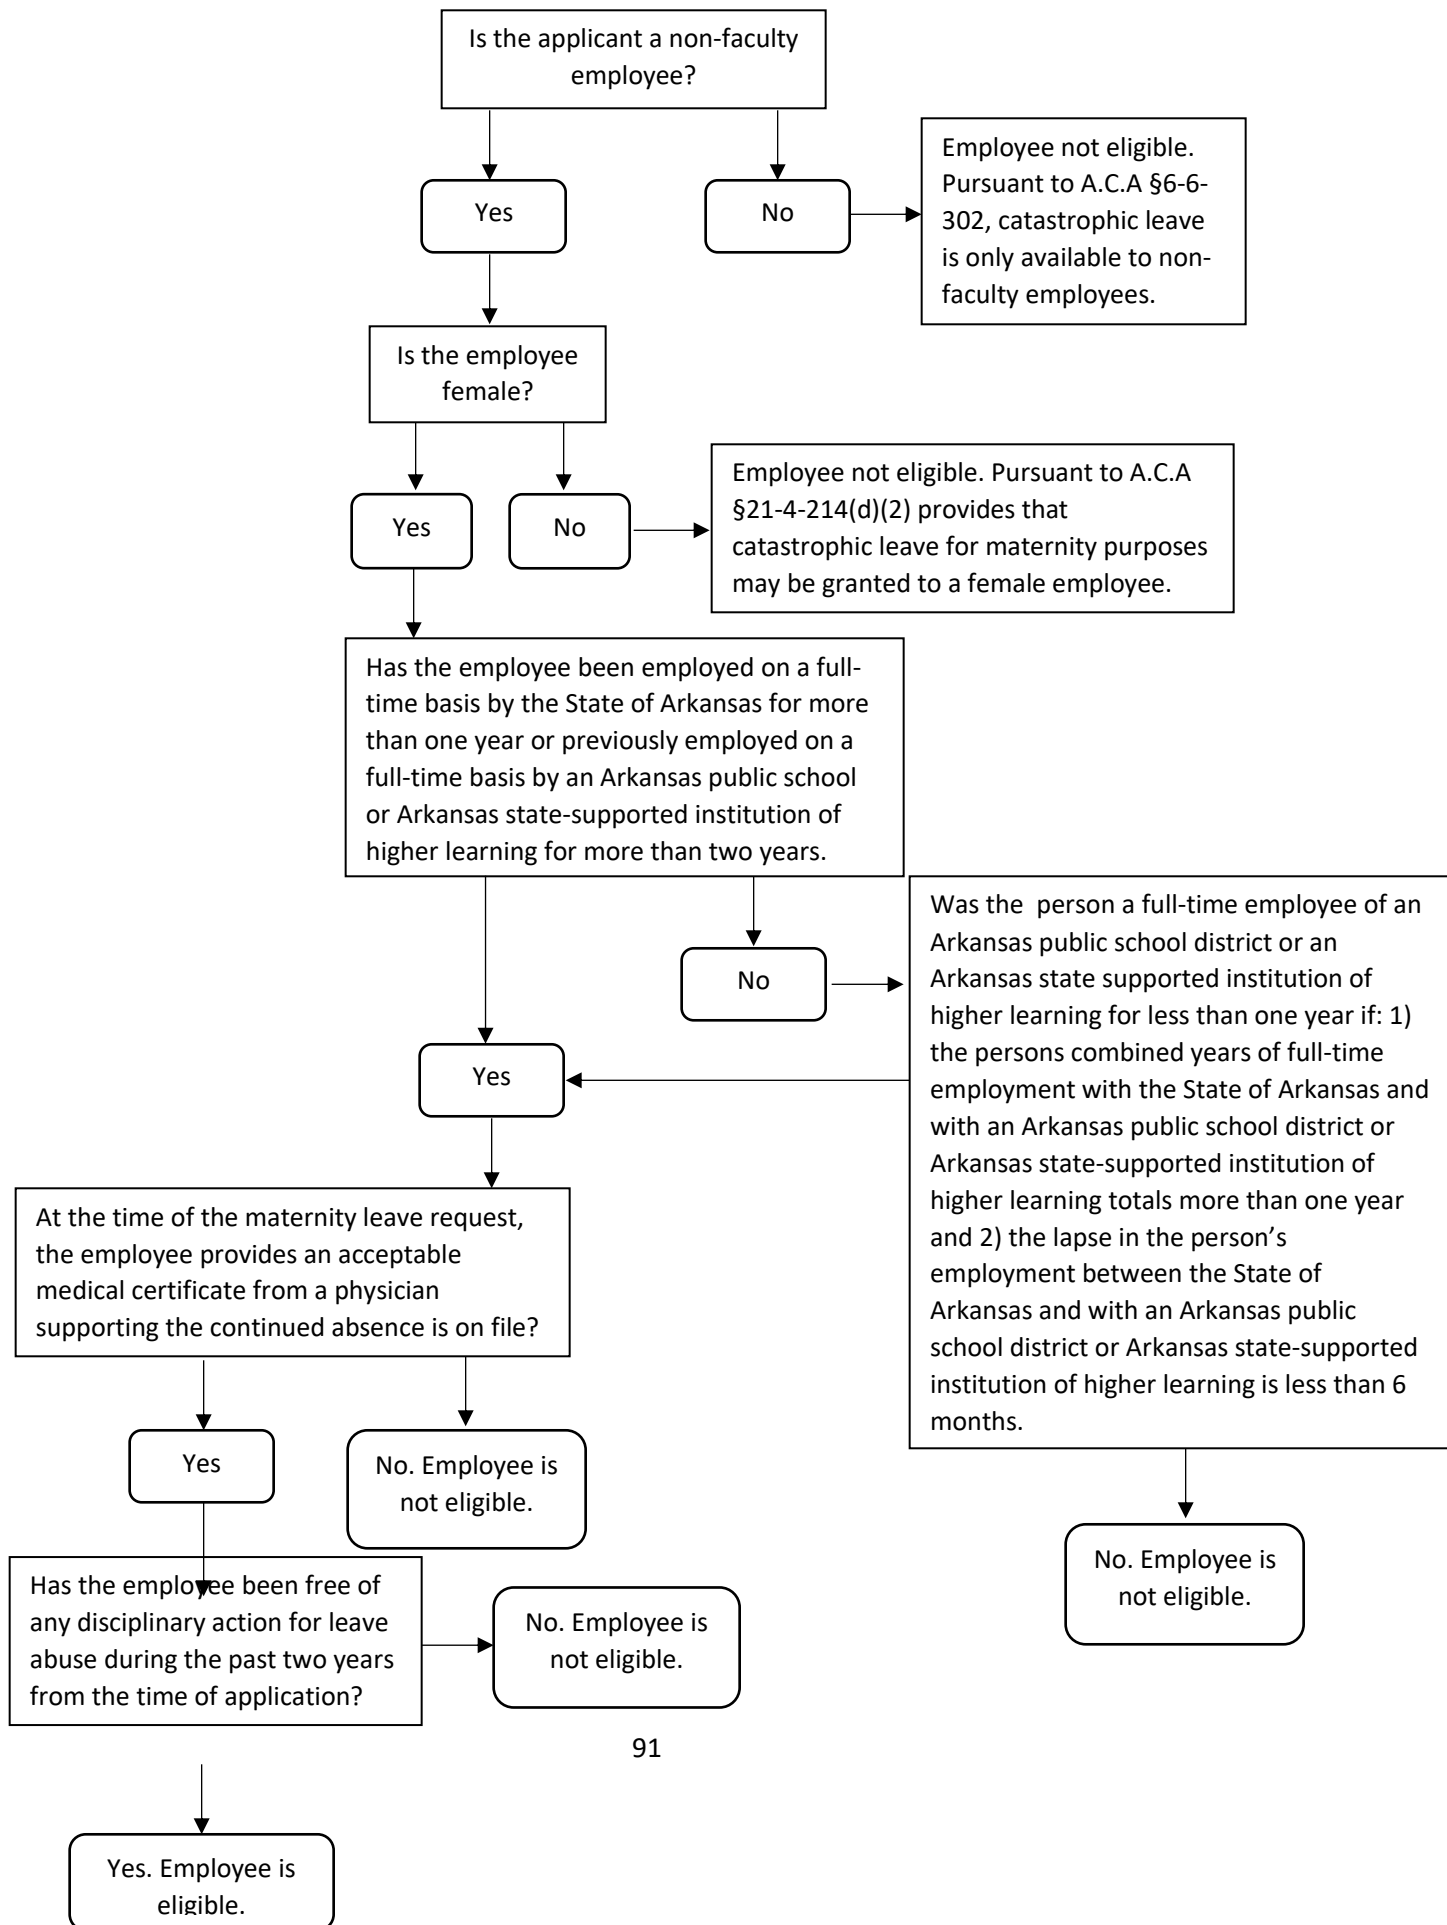 Is the applicant a non-faculty
employee?
Yes
No
Employee not eligible.
Pursuant to A.C.A §6-6-
302, catastrophic leave
is only available to non-
faculty employees.
Is the employee
female?
Yes
No
Employee not eligible. Pursuant to A.C.A
§21-4-214(d)(2) provides that
catastrophic leave for maternity purposes
may be granted to a female employee.
Has the employee been employed on a full-
time basis by the State of Arkansas for more
than one year or previously employed on a
full-time basis by an Arkansas public school
or Arkansas state-supported institution of
higher learning for more than two years.
No
Was the  person a full-time employee of an
Arkansas public school district or an
Arkansas state supported institution of
higher learning for less than one year if: 1)
the persons combined years of full-time
employment with the State of Arkansas and
with an Arkansas public school district or
Arkansas state-supported institution of
higher learning totals more than one year
and 2) the lapse in the person’s
employment between the State of
Arkansas and with an Arkansas public
school district or Arkansas state-supported
institution of higher learning is less than 6
months.
Yes
At the time of the maternity leave request,
the employee provides an acceptable
medical certificate from a physician
supporting the continued absence is on file?
Yes
No. Employee is
not eligible.
No. Employee is
not eligible.
Has the employee been free of
any disciplinary action for leave
abuse during the past two years
from the time of application?
No. Employee is
not eligible.
91
Yes. Employee is
eligible.